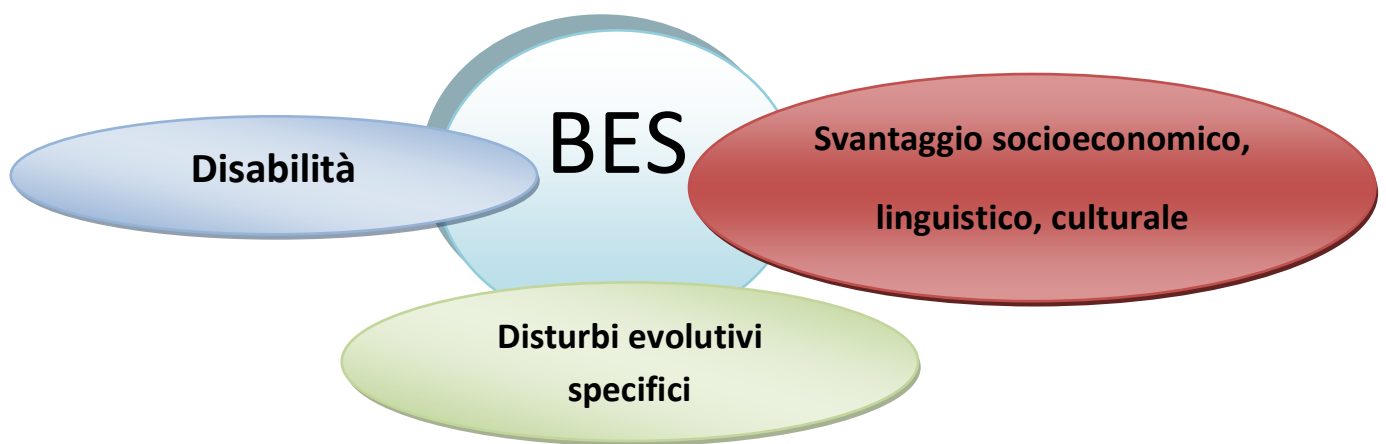 BES
Disabilità
Svantaggio socioeconomico,
linguistico, culturale
Disturbi evolutivi
specifici